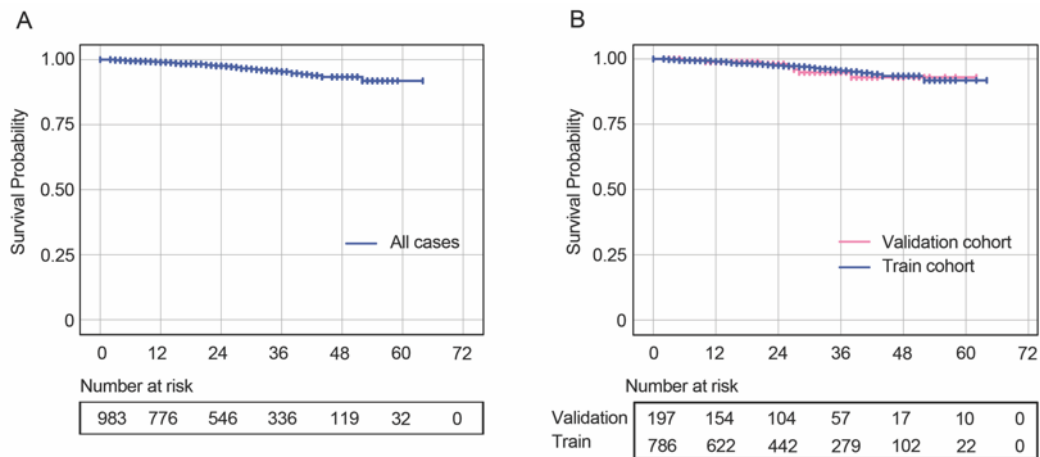 A
Survival Probability
1.00
0.75
0.50
0.25
0
All cases
0 12 24 36 48 60 72
Number at risk
983 776 546 336 119 32 0
B
Survival Probability
1.00
0.75
0.50
0.25
0
Validation cohort
Train cohort
0 12 24 36 48 60 72
Number at risk
Validation 197 154 104 57 17 10 0
Train 786 622 442 279 102 22 0